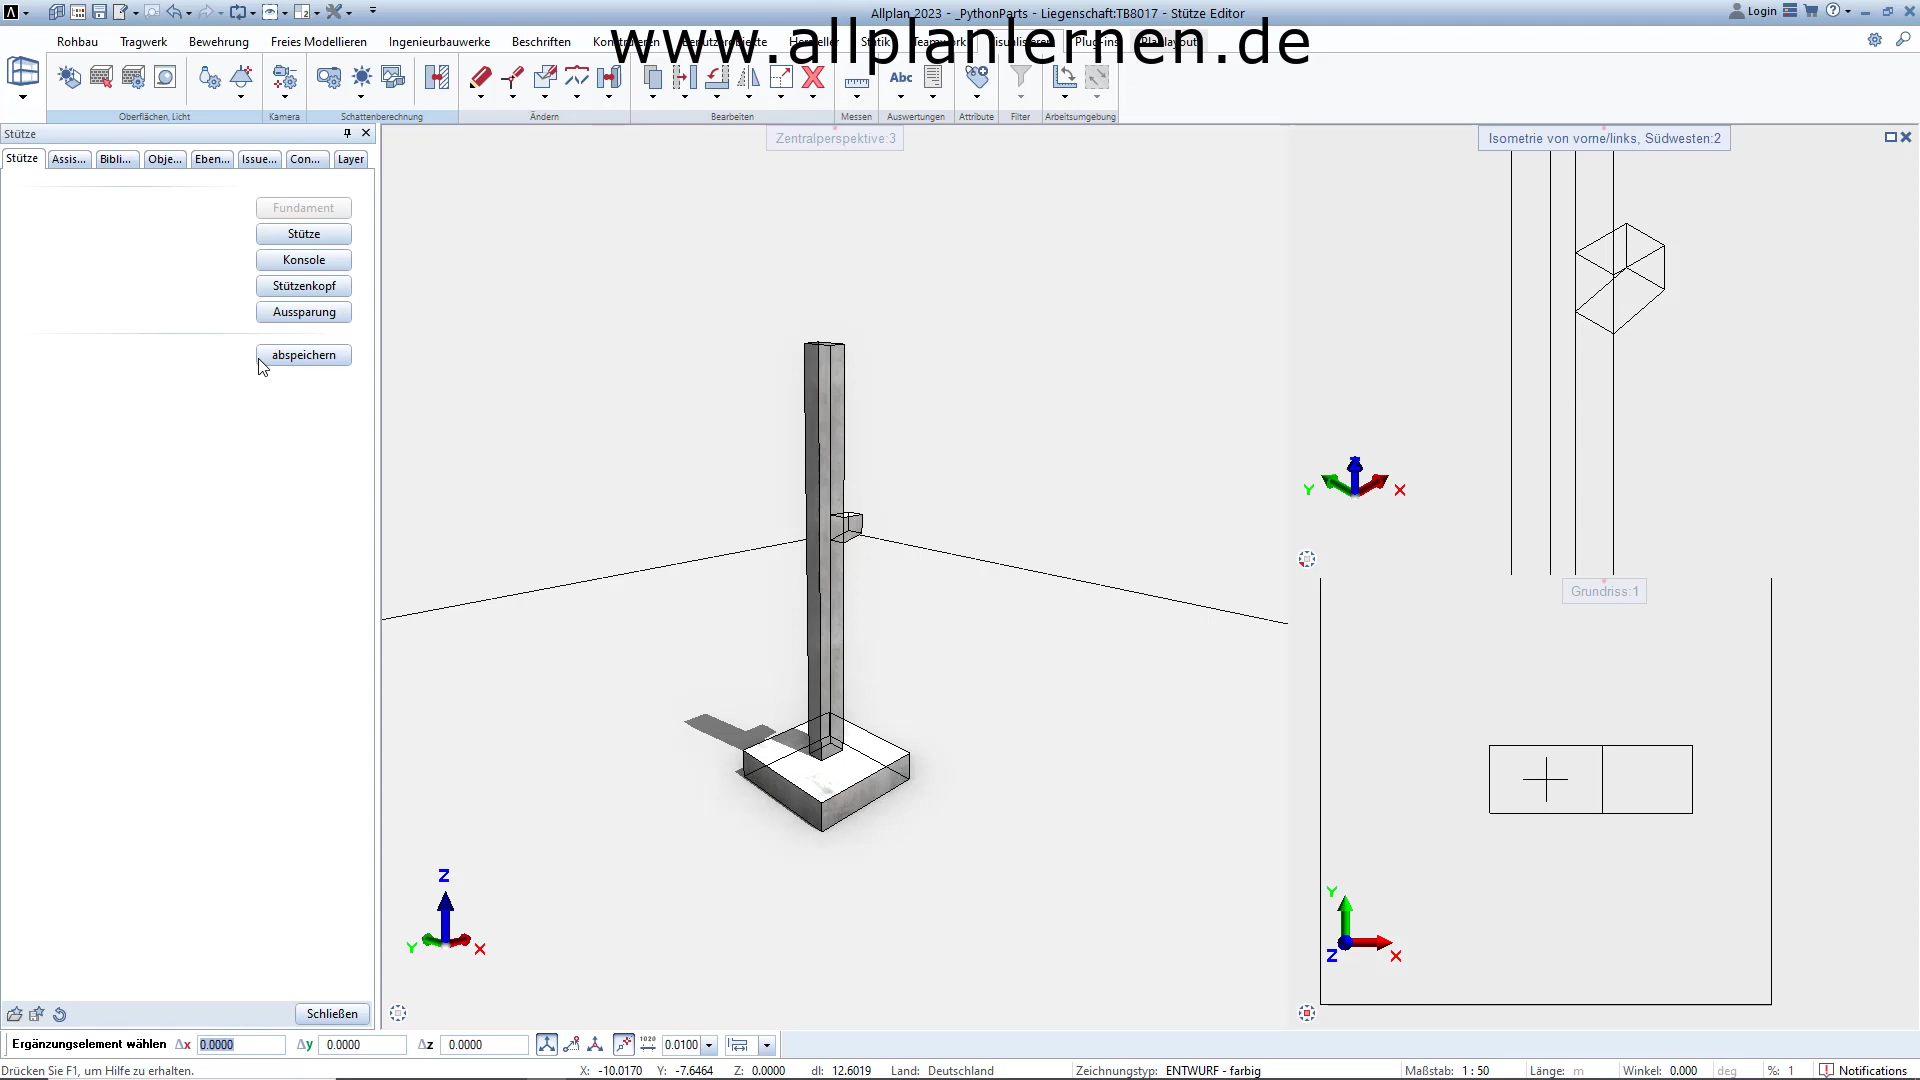 Allplan 2023 - _PythonParts - Liegenschaft:TB8017 - Stütze Editor
Login
www.allplanlernen.de
Rohbau Tragwerk Bewehrung Freies Modellieren Ingenieurbauwerke Beschriften
Abc
Oberflächen, Licht Kamera Schattenberechnung Ändern Bearbeiten Messen Auswertungen Attribute Filter Arbeitsumgebung
Stütze
Stütze Assis... Bibli... Obje... Eben... Issue... Con... Layer
Fundament
Stütze
Konsole
Stützenkopf
Aussparung
abspeichern
Schließen
Zentralperspektive:3
Z
Y
X
Isometrie von vorne/links, Südwesten:2
Z
Y
X
Grundriss:1
Y
Z
X
Ergänzungselement wählen Δx 0.0000 Δy 0.0000 Δz 0.0000 1020 0.0100
Drücken Sie F1, um Hilfe zu erhalten. X: -10.0170 Y: -7.6464 Z: 0.0000 dl: 12.6019 Land: Deutschland Zeichnungstyp: ENTWURF - farbig Maßstab: 1 : 50 Länge: m Winkel: 0.000 deg %: 1 Notifications